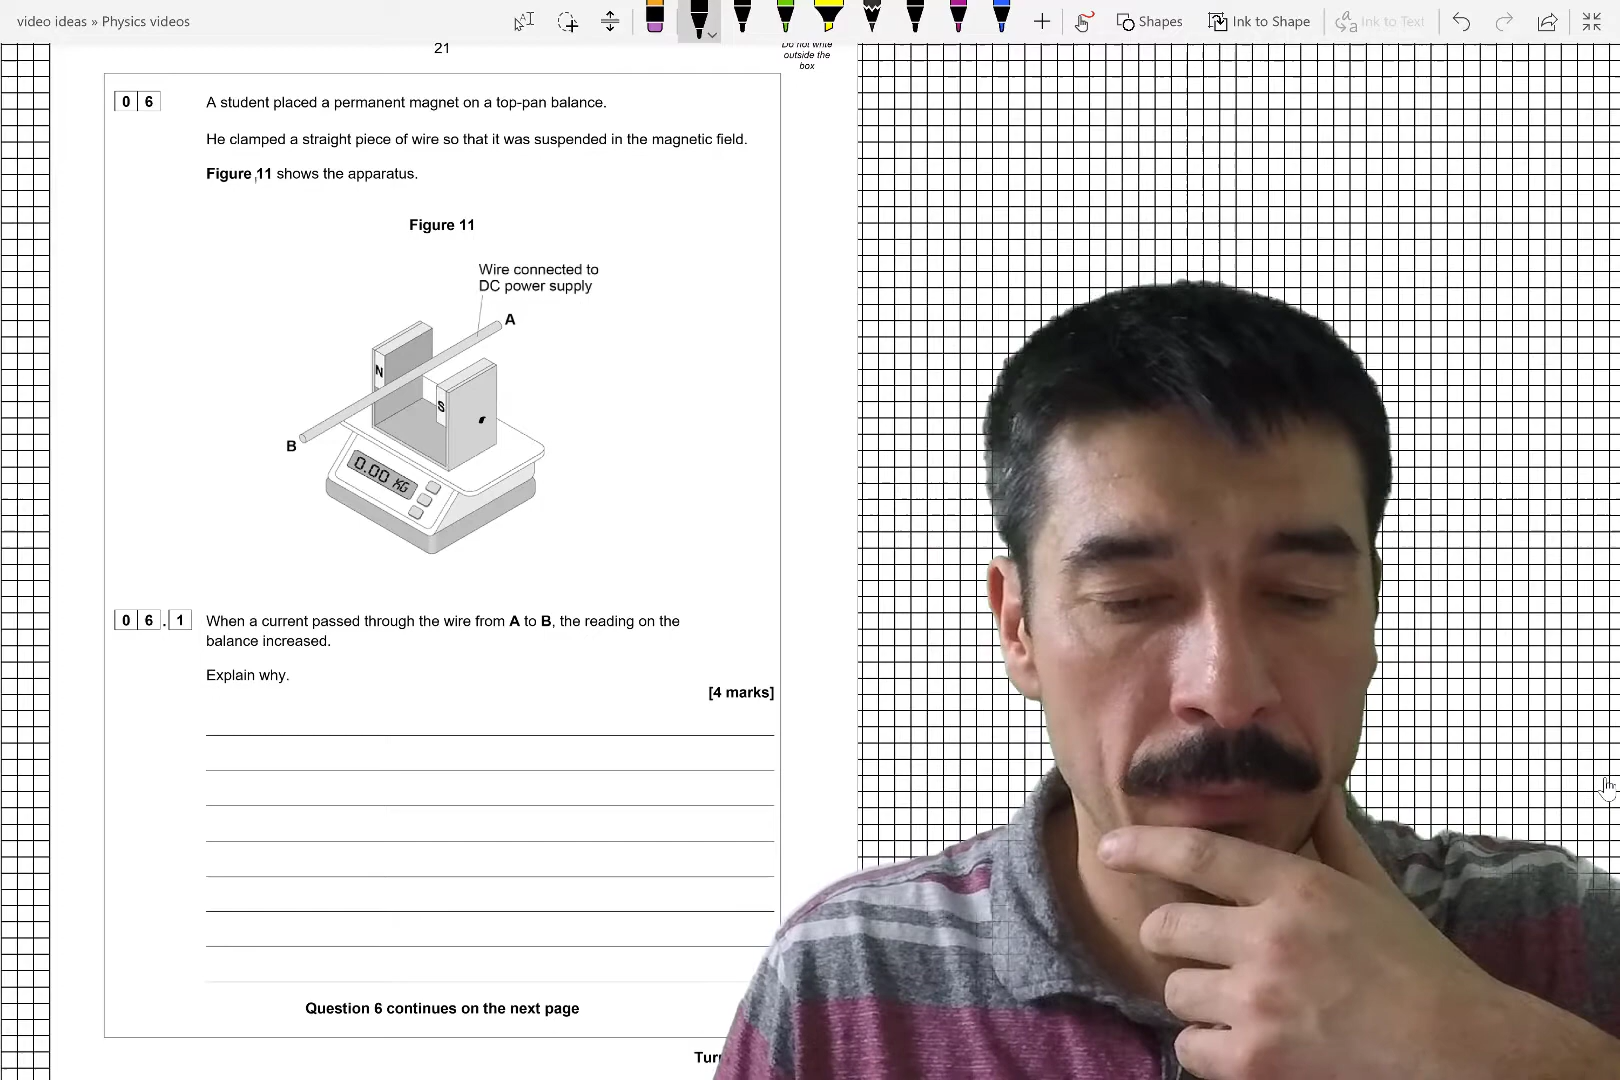 video ideas » Physics videos
Shapes
Ink to Shape
Ink to Text
21
Do not write
outside the
box
0 6
A student placed a permanent magnet on a top-pan balance.
He clamped a straight piece of wire so that it was suspended in the magnetic field.
Figure 11 shows the apparatus.
Figure 11
Wire connected to
DC power supply
A
N
S
B
0.00 KG
0 6 . 1
When a current passed through the wire from A to B, the reading on the
balance increased.
Explain why.
[4 marks]
Question 6 continues on the next page